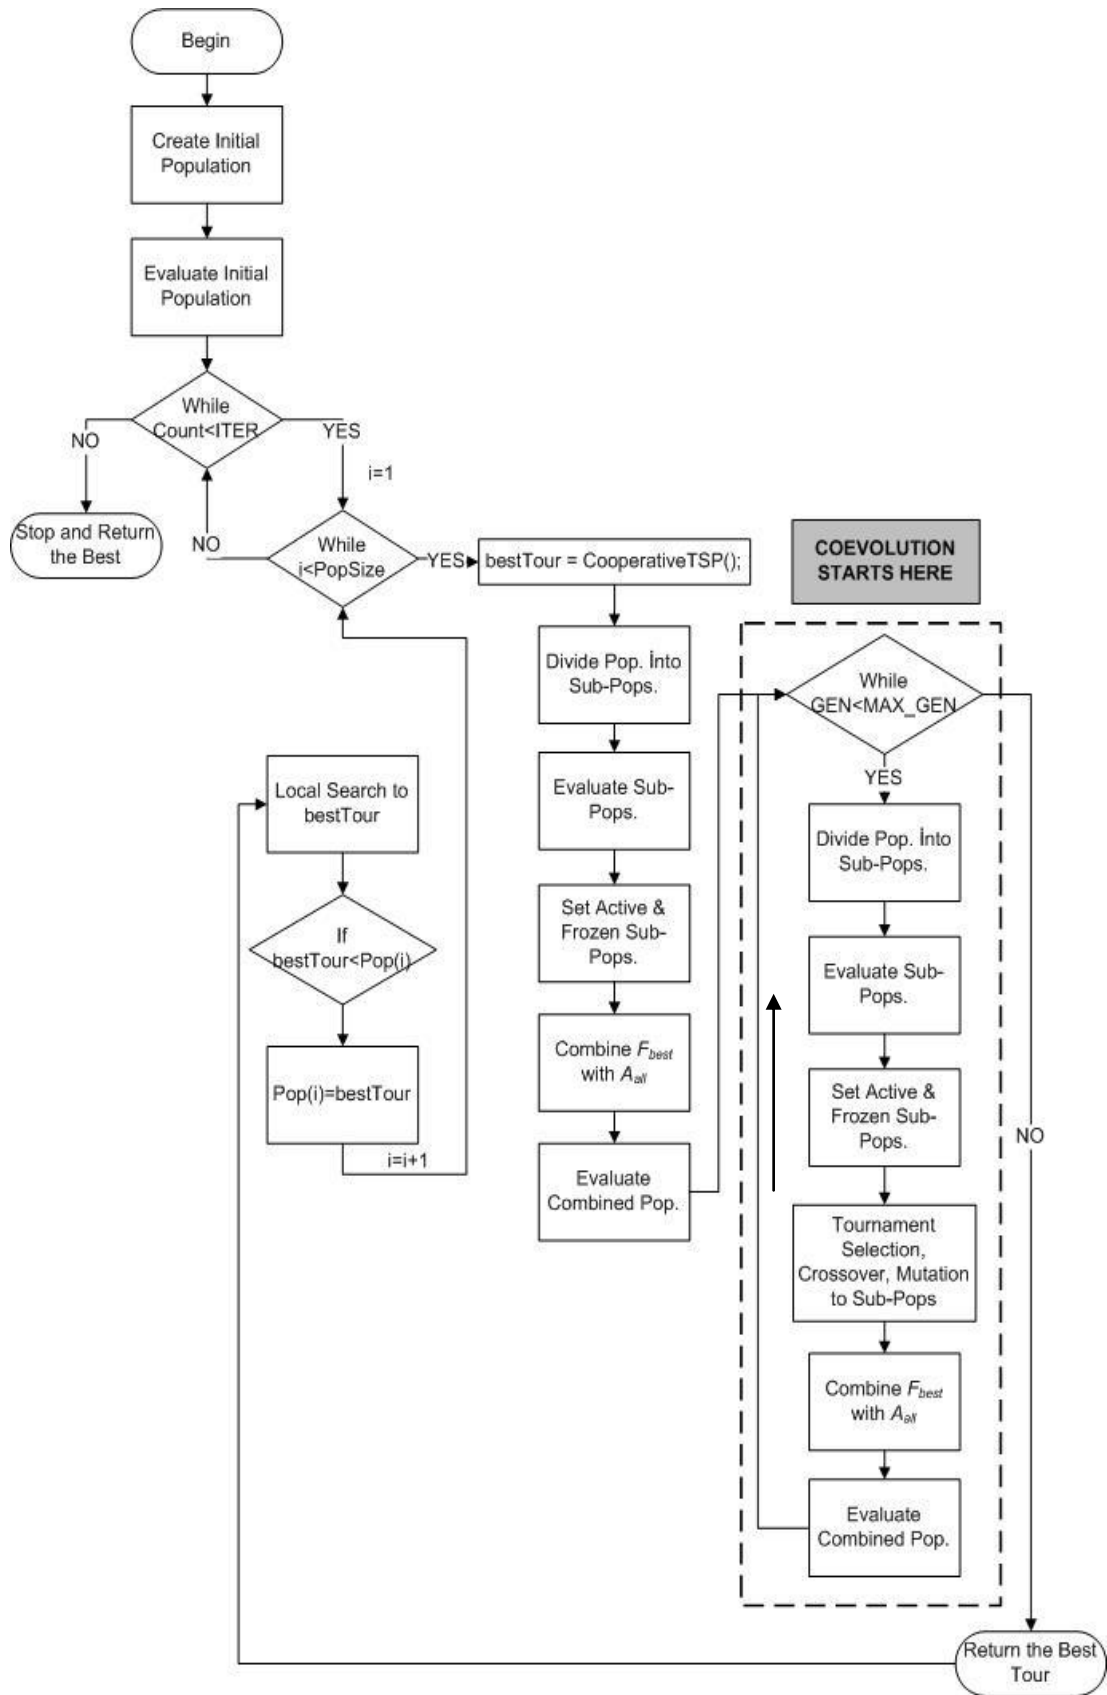 Begin
Create Initial
Population
Evaluate Initial
Population
While
Count<ITER
NO
YES
i=1
Stop and Return
the Best
NO
While
i<PopSize
YES
bestTour = CooperativeTSP();
COEVOLUTION
STARTS HERE
Divide Pop. İnto
Sub-Pops.
Evaluate Sub-
Pops.
Set Active &
Frozen Sub-
Pops.
Combine Fbest
with Aall
Evaluate
Combined Pop.
While
GEN<MAX_GEN
YES
Divide Pop. İnto
Sub-Pops.
Evaluate Sub-
Pops.
Set Active &
Frozen Sub-
Pops.
Tournament
Selection,
Crossover, Mutation
to Sub-Pops
Combine Fbest
with Aall
Evaluate
Combined Pop.
NO
Return the Best
Tour
Local Search to
bestTour
If
bestTour<Pop(i)
Pop(i)=bestTour
i=i+1